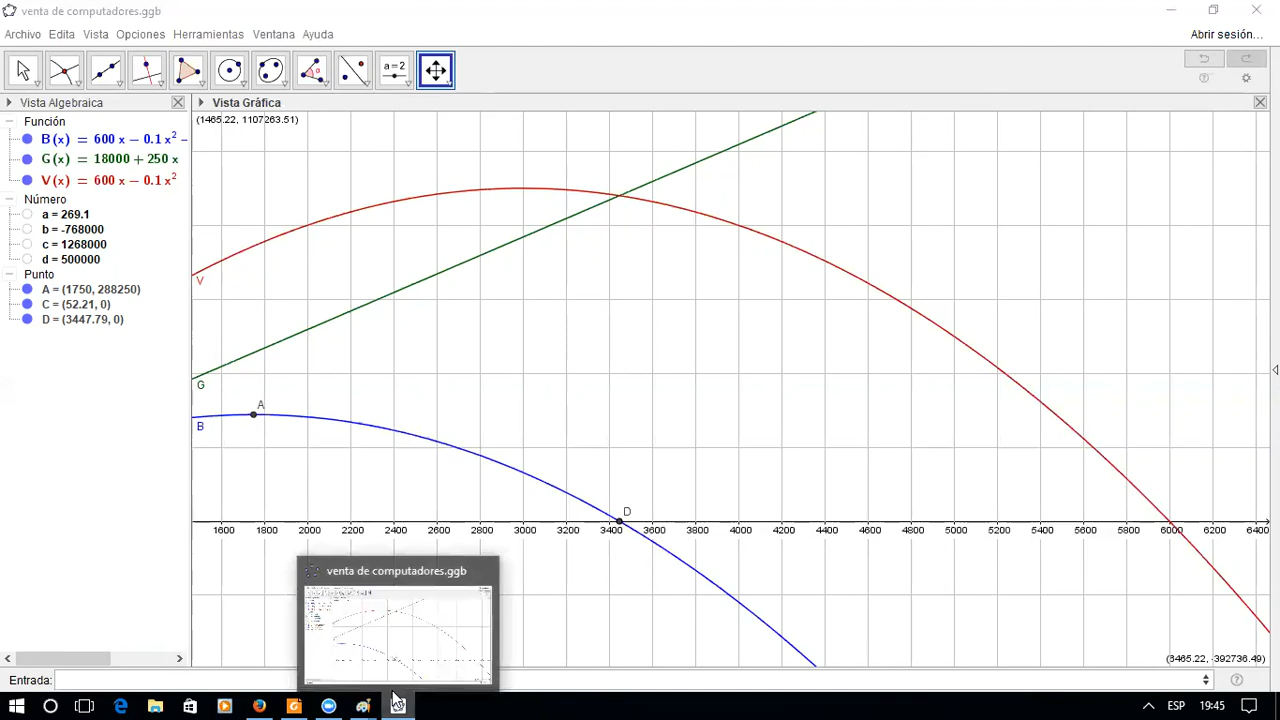 venta de computadores.ggb
Archivo Edita Vista Opciones Herramientas Ventana Ayuda
Abrir sesión...
a = 2
Vista Algebraica
Vista Gráfica
Función
B(x) = 600 x − 0.1 x² −
G(x) = 18000 + 250 x
V(x) = 600 x − 0.1 x²
Número
a = 269.1
b = -768000
c = 1268000
d = 500000
Punto
A = (1750, 288250)
C = (52.21, 0)
D = (3447.79, 0)
(1465.22, 1107263.51)
V
G
A
B
D
1600 1800 2000 2200 2400 2600 2800 3000 3200 3400 3600 3800 4000 4200 4400 4600 4800 5000 5200 5400 5600 5800 6000 6200 6400
venta de computadores.ggb
(3465.22, -392736.49)
Entrada:
ESP 19:45